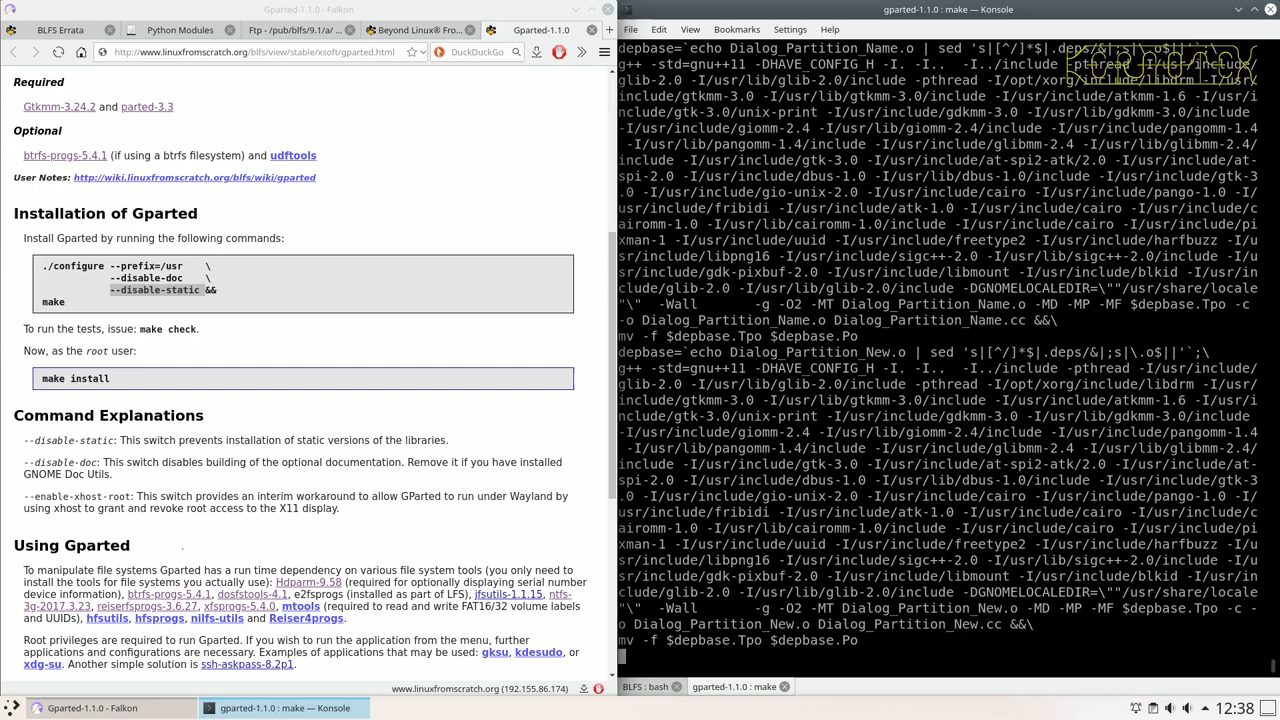 Gparted-1.1.0 - Falkon
BLFS Errata
Python Modules
Ftp - pub/blfs/9.1/a/
Beyond Linux® From
Gparted-1.1.0
http://www.linuxfromscratch.org/blfs/view/stable/xsoft/gparted.html
DuckDuckGo
Required
Gtkmm-3.24.2 and parted-3.3
Optional
btrfs-progs-5.4.1 (if using a btrfs filesystem) and udftools
User Notes: http://wiki.linuxfromscratch.org/blfs/wiki/gparted
Installation of Gparted
Install Gparted by running the following commands:
./configure --prefix=/usr \
--disable-doc \
--disable-static &&
make
To run the tests, issue: make check.
Now, as the root user:
make install
Command Explanations
--disable-static: This switch prevents installation of static versions of the libraries.
--disable-doc: This switch disables building of the optional documentation. Remove it if you have installed
GNOME Doc Utils.
--enable-xhost-root: This switch provides an interim workaround to allow GParted to run under Wayland by
using xhost to grant and revoke root access to the X11 display.
Using Gparted
To manipulate file systems Gparted has a run time dependency on various file system tools (you only need to
install the tools for file systems you actually use): Hdparm-9.58 (required for optionally displaying serial number
device information), btrfs-progs-5.4.1, dosfstools-4.1, e2fsprogs (installed as part of LFS), jfsutils-1.1.15, ntfs-
3g-2017.3.23, reiserfsprogs-3.6.27, xfsprogs-5.4.0, mtools (required to read and write FAT16/32 volume labels
and UUIDs), hfsutils, hfsprogs, nilfs-utils and Reiser4progs.
Root privileges are required to run Gparted. If you wish to run the application from the menu, further
applications and configurations are necessary. Examples of applications that may be used: gksu, kdesudo, or
xdg-su. Another simple solution is ssh-askpass-8.2p1.
www.linuxfromscratch.org (192.155.86.174)
gparted-1.1.0 : make — Konsole
File Edit View Bookmarks Settings Help
depbase=`echo Dialog_Partition_Name.o | sed 's|[^/]*$|.deps/&|;s|\.o$||'`;\
g++ -std=gnu++11 -DHAVE_CONFIG_H -I. -I.. -I../include -pthread -I/usr/include/
glib-2.0 -I/usr/lib/glib-2.0/include -pthread -I/opt/xorg/include/libdrm -I/usr/
include/gtkmm-3.0 -I/usr/lib/gtkmm-3.0/include -I/usr/include/atkmm-1.6 -I/usr/i
nclude/gtk-3.0/unix-print -I/usr/include/gdkmm-3.0 -I/usr/lib/gdkmm-3.0/include
-I/usr/include/giomm-2.4 -I/usr/lib/giomm-2.4/include -I/usr/include/pangomm-1.4
-I/usr/lib/pangomm-1.4/include -I/usr/include/glibmm-2.4 -I/usr/lib/glibmm-2.4/
include -I/usr/include/gtk-3.0 -I/usr/include/at-spi2-atk/2.0 -I/usr/include/at-
spi-2.0 -I/usr/include/dbus-1.0 -I/usr/lib/dbus-1.0/include -I/usr/include/gtk-3
.0 -I/usr/include/gio-unix-2.0 -I/usr/include/cairo -I/usr/include/pango-1.0 -I/
usr/include/fribidi -I/usr/include/atk-1.0 -I/usr/include/cairo -I/usr/include/c
airomm-1.0 -I/usr/lib/cairomm-1.0/include -I/usr/include/cairo -I/usr/include/pi
xman-1 -I/usr/include/uuid -I/usr/include/freetype2 -I/usr/include/harfbuzz -I/u
sr/include/libpng16 -I/usr/include/sigc++-2.0 -I/usr/lib/sigc++-2.0/include -I/u
sr/include/gdk-pixbuf-2.0 -I/usr/include/libmount -I/usr/include/blkid -I/usr/in
clude/glib-2.0 -I/usr/lib/glib-2.0/include -DGNOMELOCALEDIR=\""/usr/share/locale
"\" -Wall -g -O2 -MT Dialog_Partition_Name.o -MD -MP -MF $depbase.Tpo -c
-o Dialog_Partition_Name.o Dialog_Partition_Name.cc &&\
mv -f $depbase.Tpo $depbase.Po
depbase=`echo Dialog_Partition_New.o | sed 's|[^/]*$|.deps/&|;s|\.o$||'`;\
g++ -std=gnu++11 -DHAVE_CONFIG_H -I. -I.. -I../include -pthread -I/usr/include/
glib-2.0 -I/usr/lib/glib-2.0/include -pthread -I/opt/xorg/include/libdrm -I/usr/
include/gtkmm-3.0 -I/usr/lib/gtkmm-3.0/include -I/usr/include/atkmm-1.6 -I/usr/i
nclude/gtk-3.0/unix-print -I/usr/include/gdkmm-3.0 -I/usr/lib/gdkmm-3.0/include
-I/usr/include/giomm-2.4 -I/usr/lib/giomm-2.4/include -I/usr/include/pangomm-1.4
-I/usr/lib/pangomm-1.4/include -I/usr/include/glibmm-2.4 -I/usr/lib/glibmm-2.4/
include -I/usr/include/gtk-3.0 -I/usr/include/at-spi2-atk/2.0 -I/usr/include/at-
spi-2.0 -I/usr/include/dbus-1.0 -I/usr/lib/dbus-1.0/include -I/usr/include/gtk-3
.0 -I/usr/include/gio-unix-2.0 -I/usr/include/cairo -I/usr/include/pango-1.0 -I/
usr/include/fribidi -I/usr/include/atk-1.0 -I/usr/include/cairo -I/usr/include/c
airomm-1.0 -I/usr/lib/cairomm-1.0/include -I/usr/include/cairo -I/usr/include/pi
xman-1 -I/usr/include/uuid -I/usr/include/freetype2 -I/usr/include/harfbuzz -I/u
sr/include/libpng16 -I/usr/include/sigc++-2.0 -I/usr/lib/sigc++-2.0/include -I/u
sr/include/gdk-pixbuf-2.0 -I/usr/include/libmount -I/usr/include/blkid -I/usr/in
clude/glib-2.0 -I/usr/lib/glib-2.0/include -DGNOMELOCALEDIR=\""/usr/share/locale
"\" -Wall -g -O2 -MT Dialog_Partition_New.o -MD -MP -MF $depbase.Tpo -c -
o Dialog_Partition_New.o Dialog_Partition_New.cc &&\
mv -f $depbase.Tpo $depbase.Po
BLFS : bash
gparted-1.1.0 : make
Gparted-1.1.0 - Falkon
gparted-1.1.0 : make — Konsole
12:38